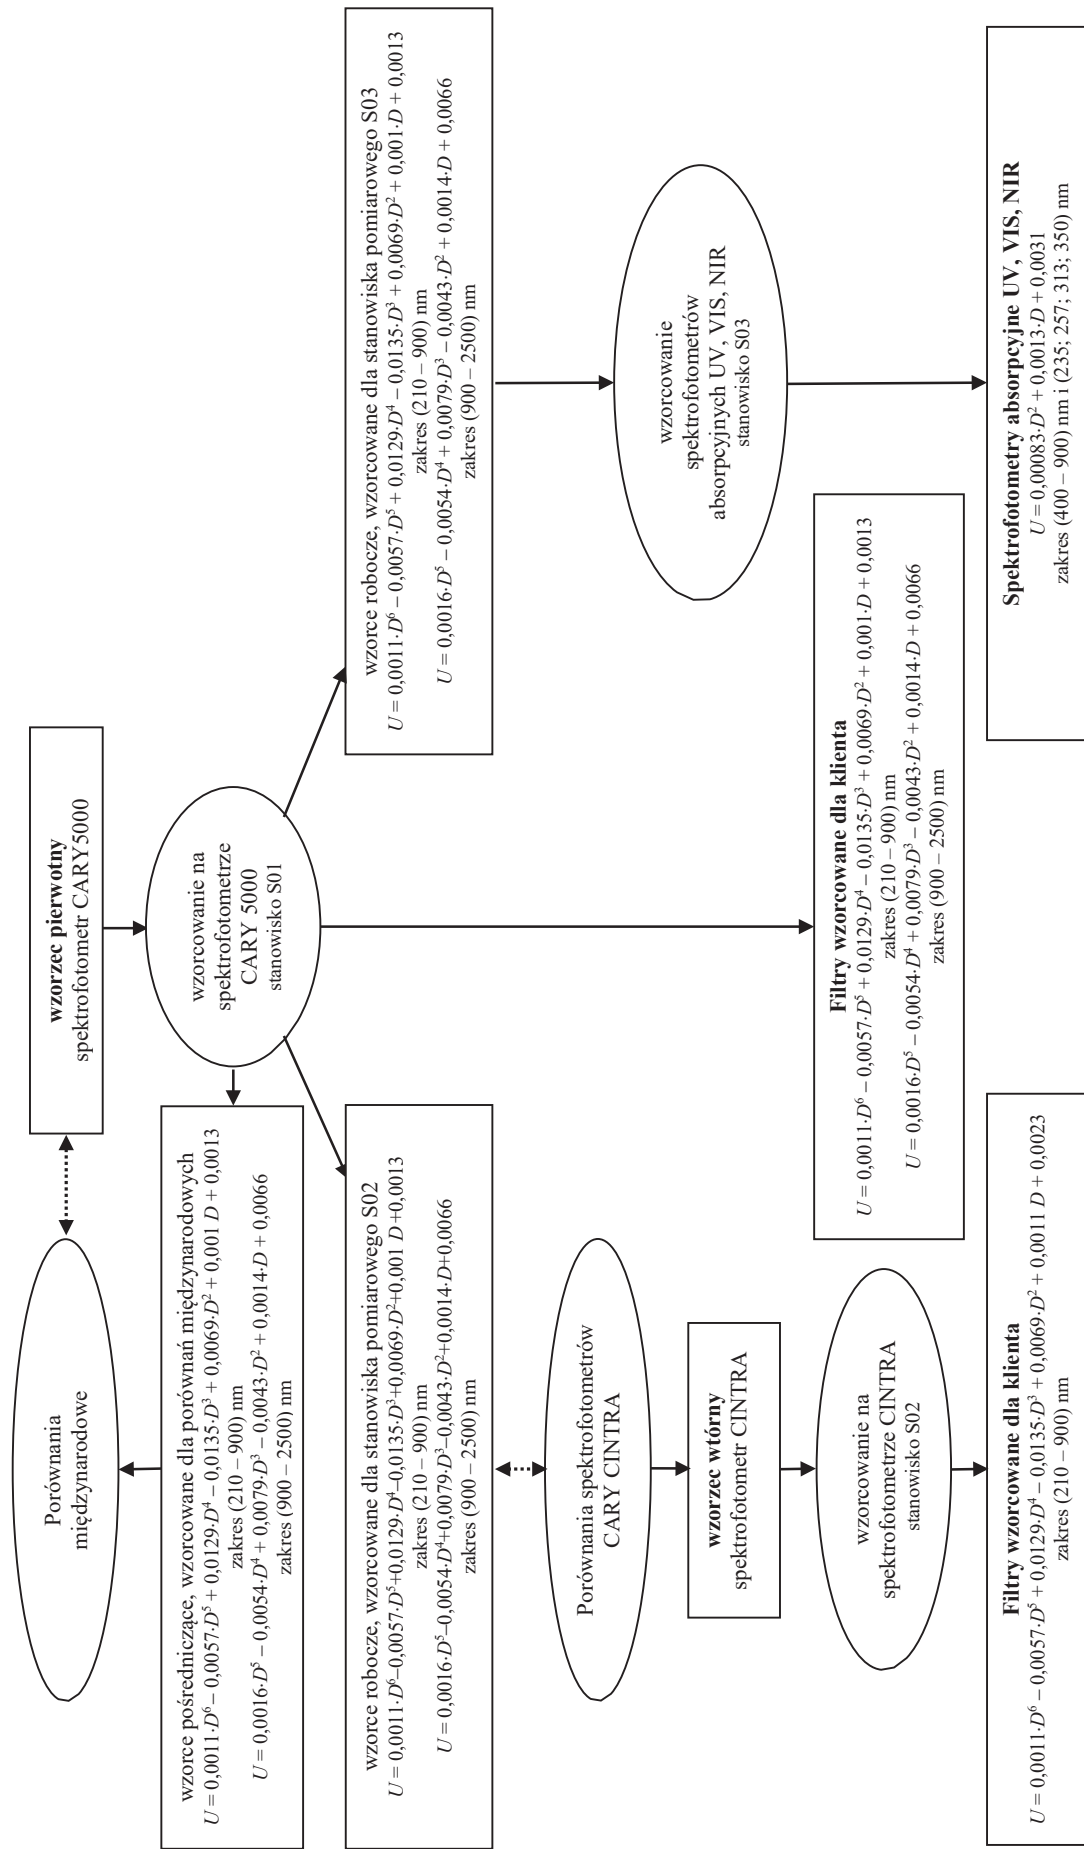 Porównania
międzynarodowe
wzorzec pierwotny
spektrofotometr CARY5000
wzorce pośredniczące, wzorcowane dla porównań międzynarodowych
U = 0,0011·D⁶ – 0,0057·D⁵ + 0,0129·D⁴ – 0,0135·D³ + 0,0069·D² + 0,001 D + 0,0013
zakres (210 – 900) nm
U = 0,0016·D⁵ – 0,0054·D⁴ + 0,0079·D³ – 0,0043·D² + 0,0014·D + 0,0066
zakres (900 – 2500) nm
wzorcowanie na
spektrofotometrze
CARY 5000
stanowisko S01
wzorce robocze, wzorcowane dla stanowiska pomiarowego S02
U = 0,0011·D⁶–0,0057·D⁵+0,0129·D⁴–0,0135·D³+0,0069·D²+0,001 D+0,0013
zakres (210 – 900) nm
U = 0,0016·D⁵–0,0054·D⁴+0,0079·D³–0,0043·D²+0,0014·D+0,0066
zakres (900 – 2500) nm
wzorce robocze, wzorcowane dla stanowiska pomiarowego S03
U = 0,0011·D⁶ – 0,0057·D⁵ + 0,0129·D⁴ – 0,0135·D³ + 0,0069·D² + 0,001·D + 0,0013
zakres (210 – 900) nm
U = 0,0016·D⁵ – 0,0054·D⁴ + 0,0079·D³ – 0,0043·D² + 0,0014·D + 0,0066
zakres (900 – 2500) nm
Porównania spektrofotometrów
CARY CINTRA
wzorzec wtórny
spektrofotometr CINTRA
wzorcowanie na
spektrofotometrze CINTRA
stanowisko S02
Filtry wzorcowane dla klienta
U = 0,0011·D⁶ – 0,0057·D⁵ + 0,0129·D⁴ – 0,0135·D³ + 0,0069·D² + 0,001·D + 0,0013
zakres (210 – 900) nm
U = 0,0016·D⁵ – 0,0054·D⁴ + 0,0079·D³ – 0,0043·D² + 0,0014·D + 0,0066
zakres (900 – 2500) nm
wzorcowanie
spektrofotometrów
absorpcyjnych UV, VIS, NIR
stanowisko S03
Filtry wzorcowane dla klienta
U = 0,0011·D⁶ – 0,0057·D⁵ + 0,0129·D⁴ – 0,0135·D³ + 0,0069·D² + 0,0011 D + 0,0023
zakres (210 – 900) nm
Spektrofotometry absorpcyjne UV, VIS, NIR
U = 0,00083·D² + 0,0013·D + 0,0031
zakres (400 – 900) nm i (235; 257; 313; 350) nm